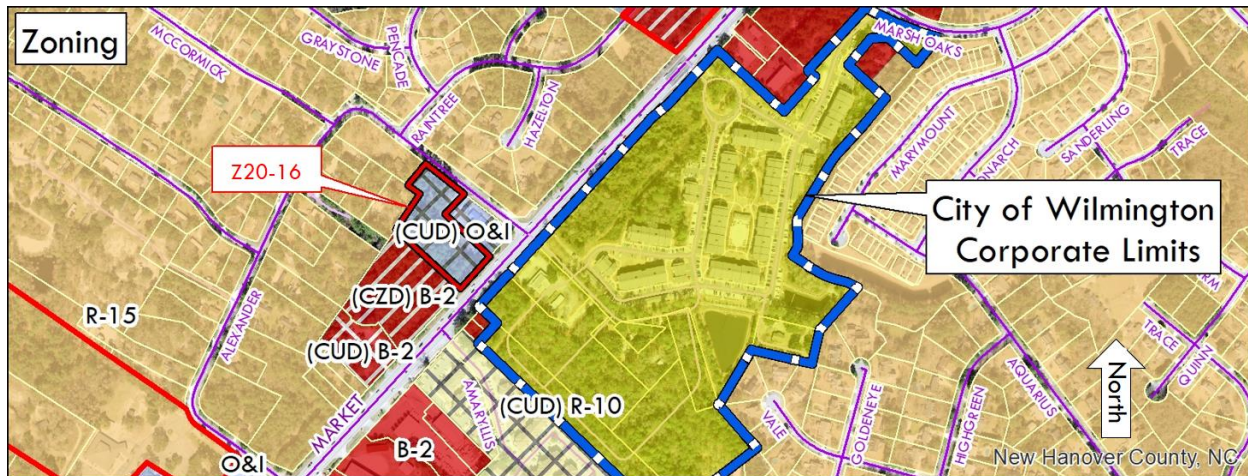 Zoning
MCCORMICK
GRAYSTONE
PENCADE
RAINTREE
HAZELTON
MARSH OAKS
MARYMOUNT
SANDERLING
TRACE
Z20-16
(CUD) O&I
City of Wilmington
Corporate Limits
(CZD) B-2
R-15
ALEXANDER
(CUD) B-2
MARKET
AMARYLLIS
(CUD) R-10
B-2
O&I
VALE
GOLDENEYE
HIGHGREEN
AQUARIUS
TRACE
QUINZ
North
New Hanover County, NC